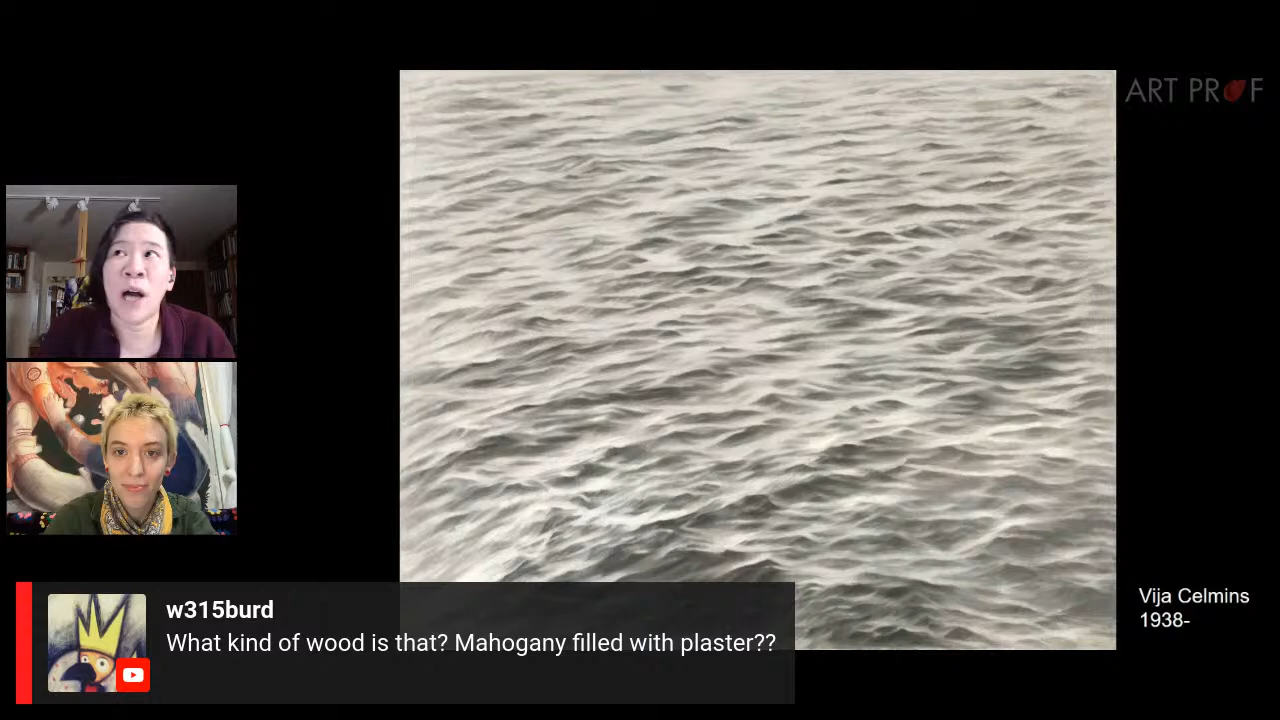 ART PROF
w315burd
What kind of wood is that? Mahogany filled with plaster??
Vija Celmins
1938-